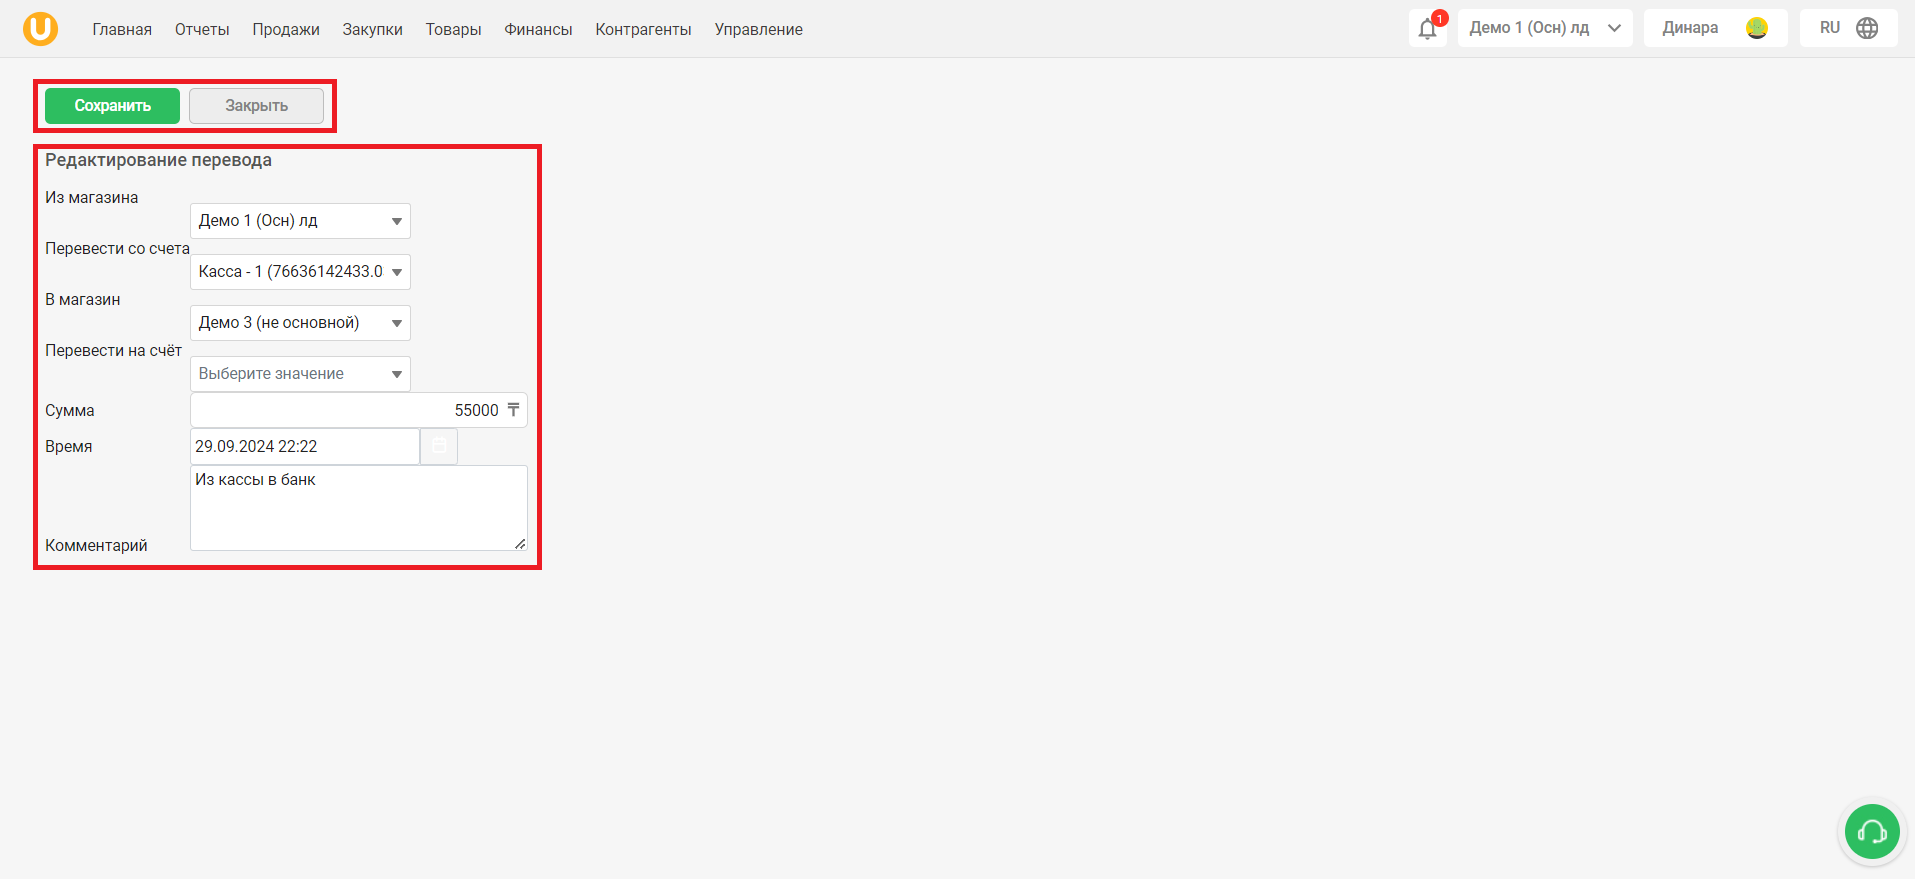 Главная Отчеты Продажи Закупки Товары Финансы Контрагенты Управление 1 Демо 1 (Осн) лд Динара RU
Сохранить Закрыть
Редактирование перевода
Из магазина
Демо 1 (Осн) лд
Перевести со счета
Касса - 1 (76636142433.0
В магазин
Демо 3 (не основной)
Перевести на счёт
Выберите значение
Сумма 55000 ₸
Время 29.09.2024 22:22
Из кассы в банк
Комментарий